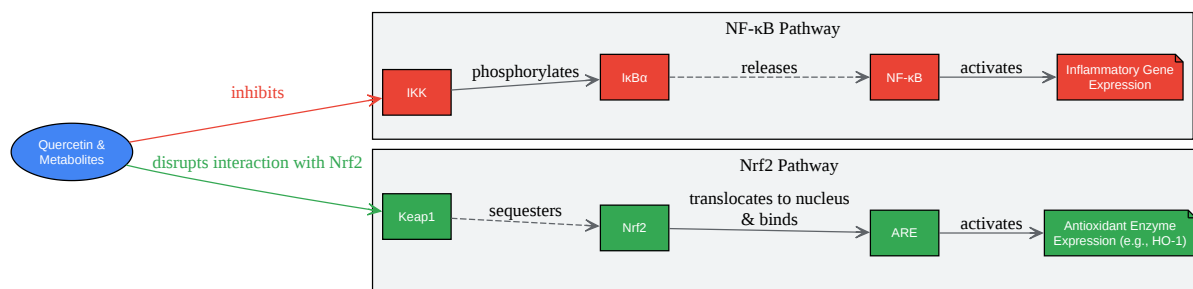 NF-κB Pathway
phosphorylates
releases
activates
IKK
IκBα
NF-κB
Inflammatory Gene
Expression
inhibits
Quercetin &
Metabolites
disrupts interaction with Nrf2
Nrf2 Pathway
translocates to nucleus
& binds
sequesters
activates
Keap1
Nrf2
ARE
Antioxidant Enzyme
Expression (e.g., HO-1)